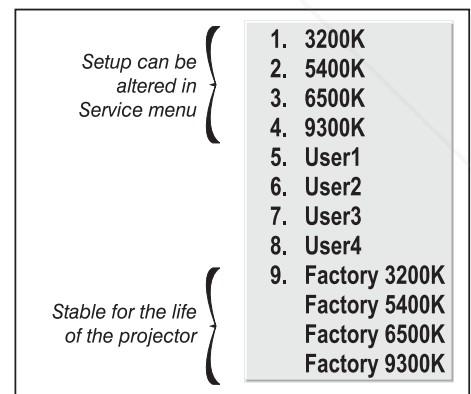 Setup can be
altered in
Service menu
1. 3200K
2. 5400K
3. 6500K
4. 9300K
5. User1
6. User2
7. User3
8. User4
9. Factory 3200K
Factory 5400K
Factory 6500K
Factory 9300K
Stable for the life
of the projector